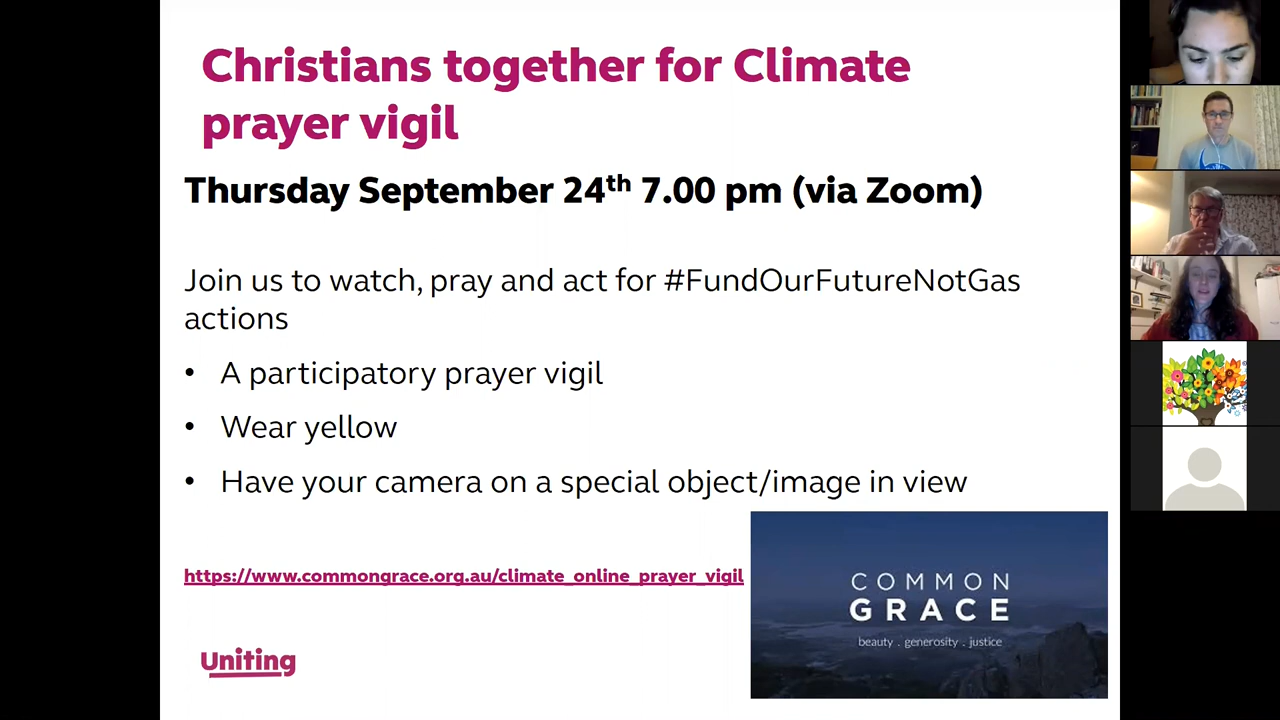 Christians together for Climate
prayer vigil
Thursday September 24th 7.00 pm (via Zoom)
Join us to watch, pray and act for #FundOurFutureNotGas
actions
• A participatory prayer vigil
• Wear yellow
• Have your camera on a special object/image in view
https://www.commongrace.org.au/climate_online_prayer_vigil
COMMON
GRACE
beauty . generosity . justice
Uniting